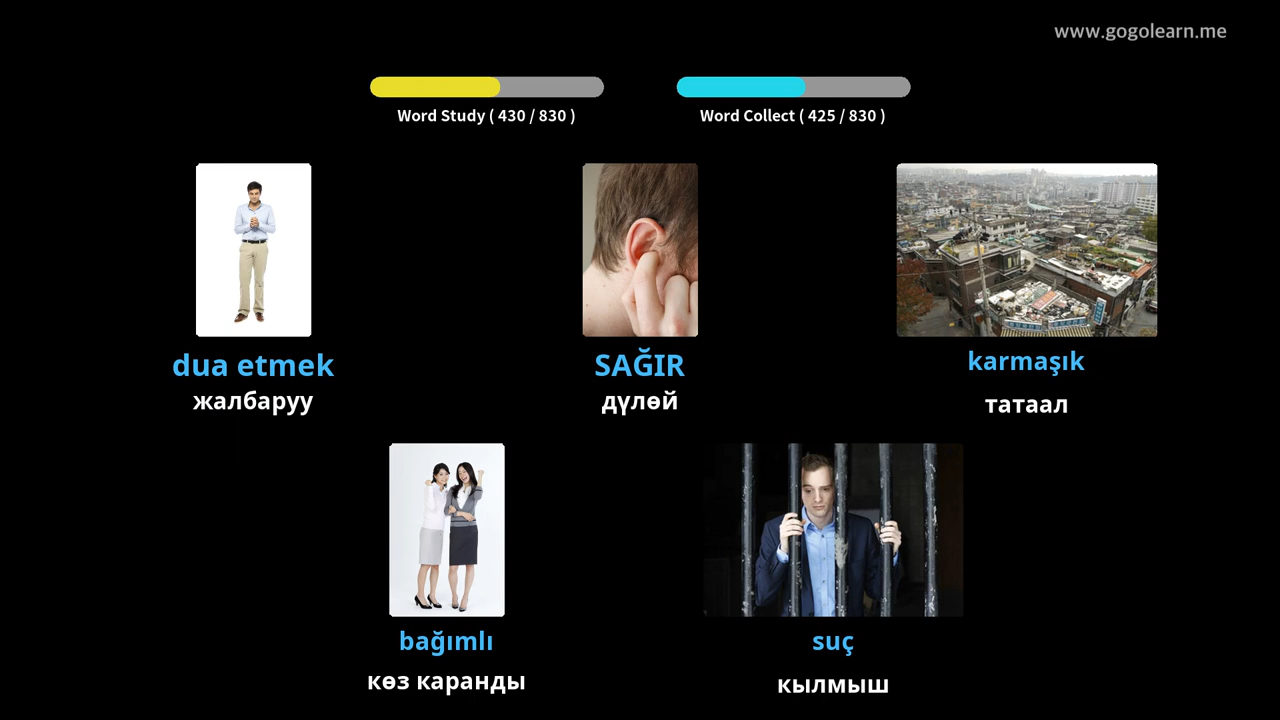 www.gogolearn.me
Word Study ( 430 / 830 )
Word Collect ( 425 / 830 )
dua etmek
жалбаруу
SAĞIR
дүлөй
karmaşık
татаал
bağımlı
көз каранды
suç
кылмыш